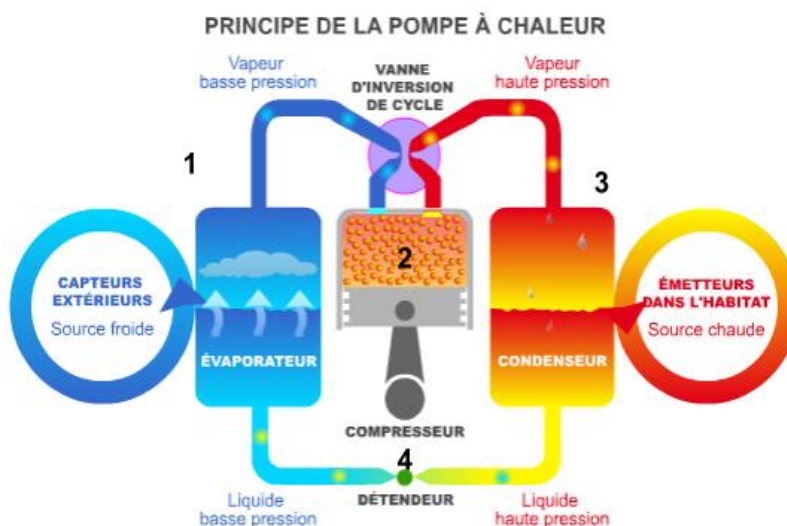 PRINCIPE DE LA POMPE À CHALEUR
Vapeur
basse pression
VANNE
D'INVERSION
DE CYCLE
Vapeur
haute pression
1
3
2
CAPTEURS
EXTÉRIEURS
Source froide
ÉVAPORATEUR
CONDENSEUR
ÉMETTEURS
DANS L'HABITAT
Source chaude
COMPRESSEUR
4
DÉTENDEUR
Liquide
basse pression
Liquide
haute pression